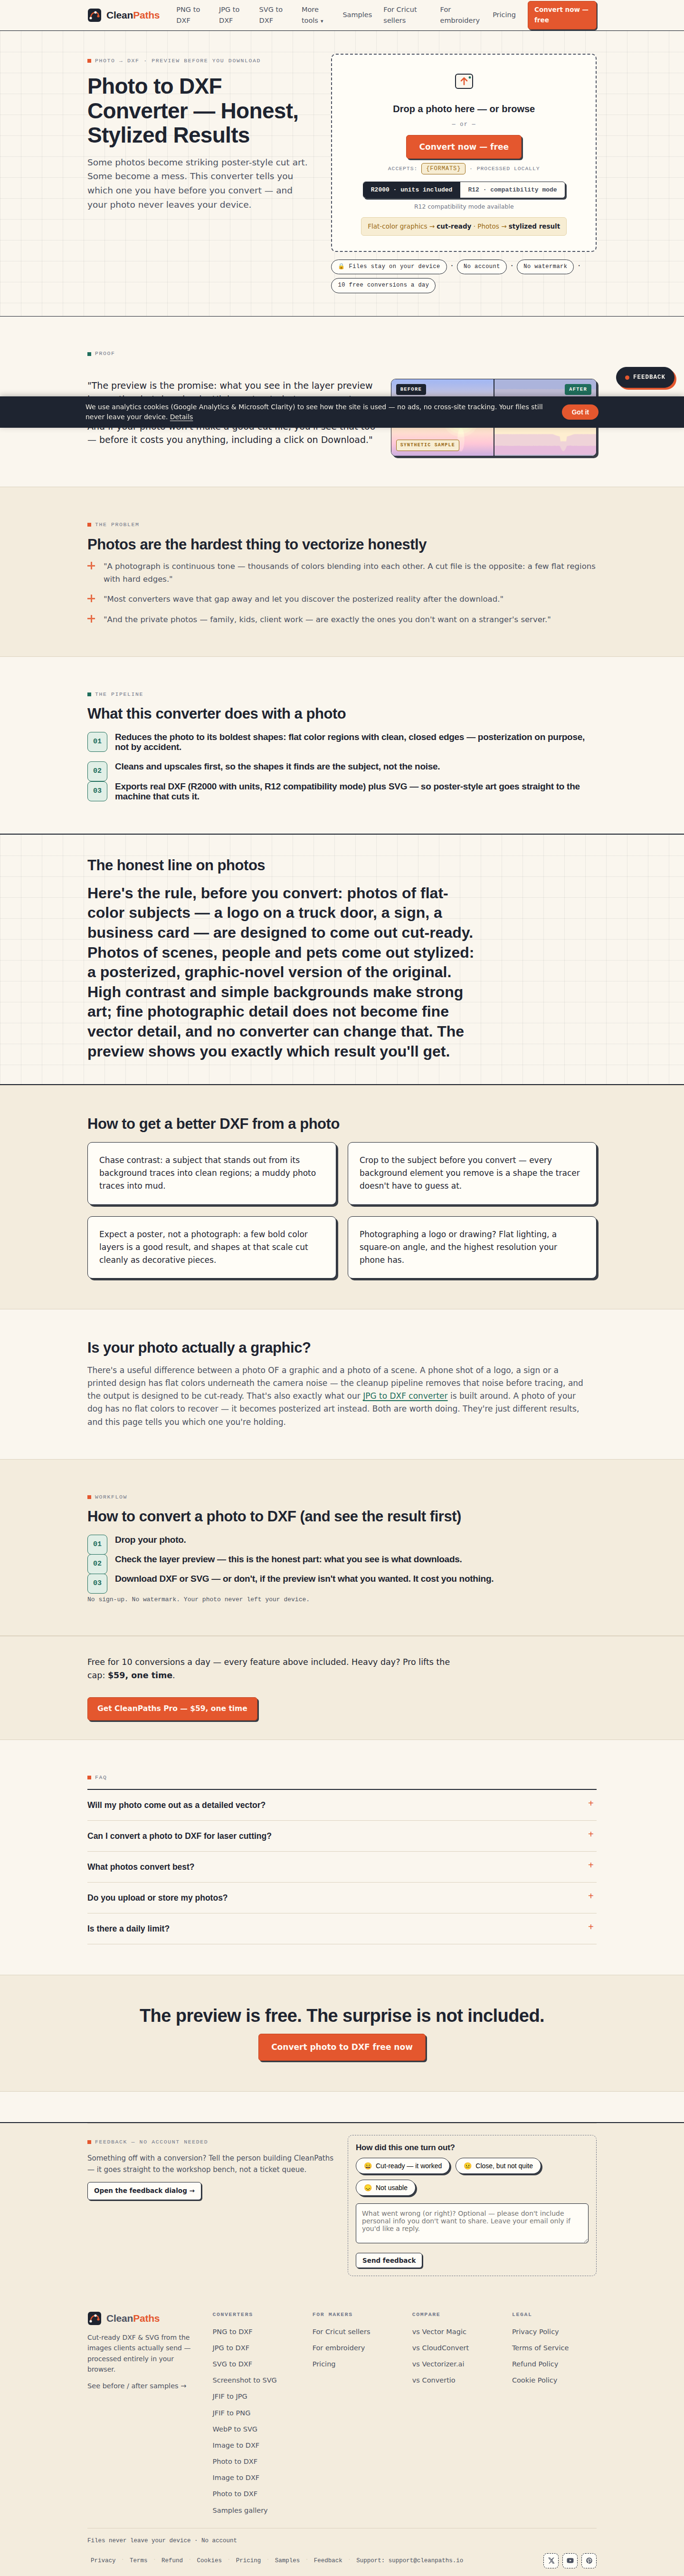 CleanPaths
PNG to
DXF
JPG to
DXF
SVG to
DXF
More
tools ▾
Samples
For Cricut
sellers
For
embroidery
Pricing
Convert now —
free
PHOTO → DXF · PREVIEW BEFORE YOU DOWNLOAD
Photo to DXF
Converter — Honest,
Stylized Results
Some photos become striking poster-style cut art.
Some become a mess. This converter tells you
which one you have before you convert — and
your photo never leaves your device.
Drop a photo here — or browse
— or —
Convert now — free
ACCEPTS: {FORMATS} · PROCESSED LOCALLY
R2000 · units included
R12 · compatibility mode
R12 compatibility mode available
Flat-color graphics → cut-ready · Photos → stylized result
🔒 Files stay on your device · No account · No watermark ·
10 free conversions a day
PROOF
FEEDBACK
"The preview is the promise: what you see in the layer preview
BEFORE
AFTER
We use analytics cookies (Google Analytics & Microsoft Clarity) to see how the site is used — no ads, no cross-site tracking. Your files still
never leave your device. Details
Got it
— before it costs you anything, including a click on Download."
SYNTHETIC SAMPLE
THE PROBLEM
Photos are the hardest thing to vectorize honestly
"A photograph is continuous tone — thousands of colors blending into each other. A cut file is the opposite: a few flat regions
with hard edges."
"Most converters wave that gap away and let you discover the posterized reality after the download."
"And the private photos — family, kids, client work — are exactly the ones you don't want on a stranger's server."
THE PIPELINE
What this converter does with a photo
01
Reduces the photo to its boldest shapes: flat color regions with clean, closed edges — posterization on purpose,
not by accident.
02
Cleans and upscales first, so the shapes it finds are the subject, not the noise.
03
Exports real DXF (R2000 with units, R12 compatibility mode) plus SVG — so poster-style art goes straight to the
machine that cuts it.
The honest line on photos
Here's the rule, before you convert: photos of flat-
color subjects — a logo on a truck door, a sign, a
business card — are designed to come out cut-ready.
Photos of scenes, people and pets come out stylized:
a posterized, graphic-novel version of the original.
High contrast and simple backgrounds make strong
art; fine photographic detail does not become fine
vector detail, and no converter can change that. The
preview shows you exactly which result you'll get.
How to get a better DXF from a photo
Chase contrast: a subject that stands out from its
background traces into clean regions; a muddy photo
traces into mud.
Crop to the subject before you convert — every
background element you remove is a shape the tracer
doesn't have to guess at.
Expect a poster, not a photograph: a few bold color
layers is a good result, and shapes at that scale cut
cleanly as decorative pieces.
Photographing a logo or drawing? Flat lighting, a
square-on angle, and the highest resolution your
phone has.
Is your photo actually a graphic?
There's a useful difference between a photo OF a graphic and a photo of a scene. A phone shot of a logo, a sign or a
printed design has flat colors underneath the camera noise — the cleanup pipeline removes that noise before tracing, and
the output is designed to be cut-ready. That's also exactly what our JPG to DXF converter is built around. A photo of your
dog has no flat colors to recover — it becomes posterized art instead. Both are worth doing. They're just different results,
and this page tells you which one you're holding.
WORKFLOW
How to convert a photo to DXF (and see the result first)
01
Drop your photo.
02
Check the layer preview — this is the honest part: what you see is what downloads.
03
Download DXF or SVG — or don't, if the preview isn't what you wanted. It cost you nothing.
No sign-up. No watermark. Your photo never left your device.
Free for 10 conversions a day — every feature above included. Heavy day? Pro lifts the
cap: $59, one time.
Get CleanPaths Pro — $59, one time
FAQ
Will my photo come out as a detailed vector?
+
Can I convert a photo to DXF for laser cutting?
+
What photos convert best?
+
Do you upload or store my photos?
+
Is there a daily limit?
+
The preview is free. The surprise is not included.
Convert photo to DXF free now
FEEDBACK — NO ACCOUNT NEEDED
Something off with a conversion? Tell the person building CleanPaths
— it goes straight to the workshop bench, not a ticket queue.
Open the feedback dialog →
How did this one turn out?
Cut-ready — it worked
Close, but not quite
Not usable
What went wrong (or right)? Optional — please don't include
personal info you don't want to share. Leave your email only if
you'd like a reply.
Send feedback
CleanPaths
Cut-ready DXF & SVG from the
images clients actually send —
processed entirely in your
browser.
See before / after samples →
CONVERTERS
PNG to DXF
JPG to DXF
SVG to DXF
Screenshot to SVG
JFIF to JPG
JFIF to PNG
WebP to SVG
Image to DXF
Photo to DXF
Image to DXF
Photo to DXF
Samples gallery
FOR MAKERS
For Cricut sellers
For embroidery
Pricing
COMPARE
vs Vector Magic
vs CloudConvert
vs Vectorizer.ai
vs Convertio
LEGAL
Privacy Policy
Terms of Service
Refund Policy
Cookie Policy
Files never leave your device · No account
Privacy
Terms
Refund
Cookies
Pricing
Samples
Feedback
Support: support@cleanpaths.io